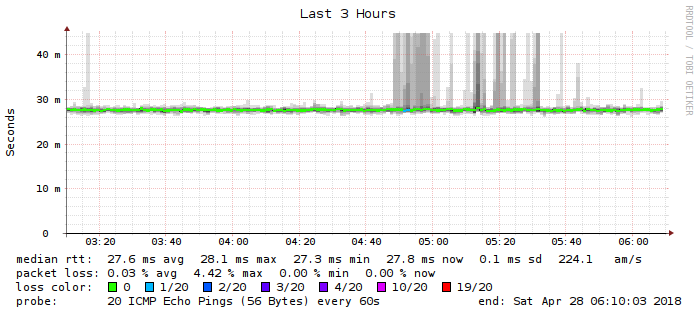 Last 3 Hours
RRDTOOL / TOBI OETIKER
Seconds
40 m
30 m
20 m
10 m
0
03:20 03:40 04:00 04:20 04:40 05:00 05:20 05:40 06:00
median rtt: 27.6 ms avg 28.1 ms max 27.3 ms min 27.8 ms now 0.1 ms sd 224.1 am/s
packet loss: 0.03 % avg 4.42 % max 0.00 % min 0.00 % now
loss color: 0 1/20 2/20 3/20 4/20 10/20 19/20
probe: 20 ICMP Echo Pings (56 Bytes) every 60s end: Sat Apr 28 06:10:03 2018